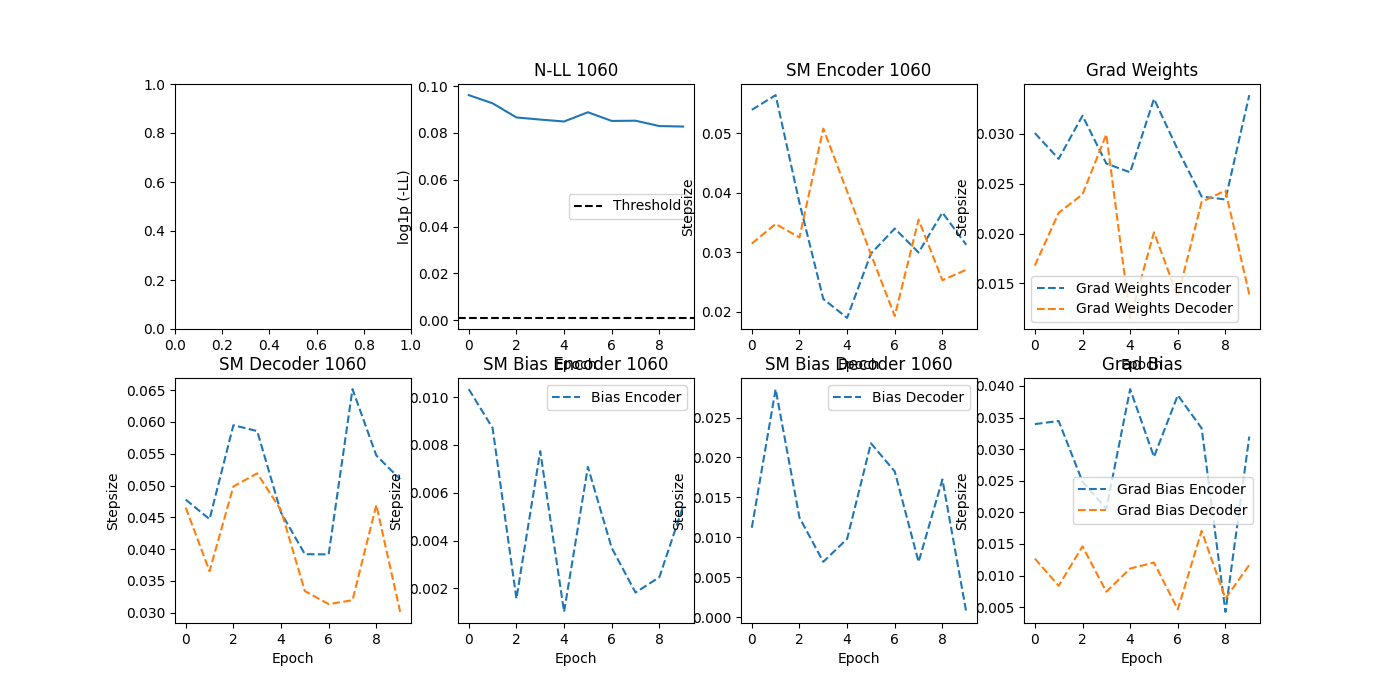 1.0
0.8
0.6
0.4
0.2
0.0
0.0 0.2 0.4 0.6 0.8 1.0
N-LL 1060
log1p (-LL)
0.10
0.08
0.06
0.04
0.02
0.00
Threshold
0 2 4 6 8
Epoch
SM Encoder 1060
Stepsize
0.05
0.04
0.03
0.02
0 2 4 6 8
Epoch
Grad Weights
Stepsize
0.030
0.025
0.020
0.015
Grad Weights Encoder
Grad Weights Decoder
0 2 4 6 8
Epoch
SM Decoder 1060
Stepsize
0.065
0.060
0.055
0.050
0.045
0.040
0.035
0.030
0 2 4 6 8
Epoch
SM Bias Encoder 1060
Stepsize
0.010
0.008
0.006
0.004
0.002
Bias Encoder
0 2 4 6 8
Epoch
SM Bias Decoder 1060
Stepsize
0.025
0.020
0.015
0.010
0.005
0.000
Bias Decoder
0 2 4 6 8
Epoch
Grad Bias
Stepsize
0.040
0.035
0.030
0.025
0.020
0.015
0.010
0.005
Grad Bias Encoder
Grad Bias Decoder
0 2 4 6 8
Epoch